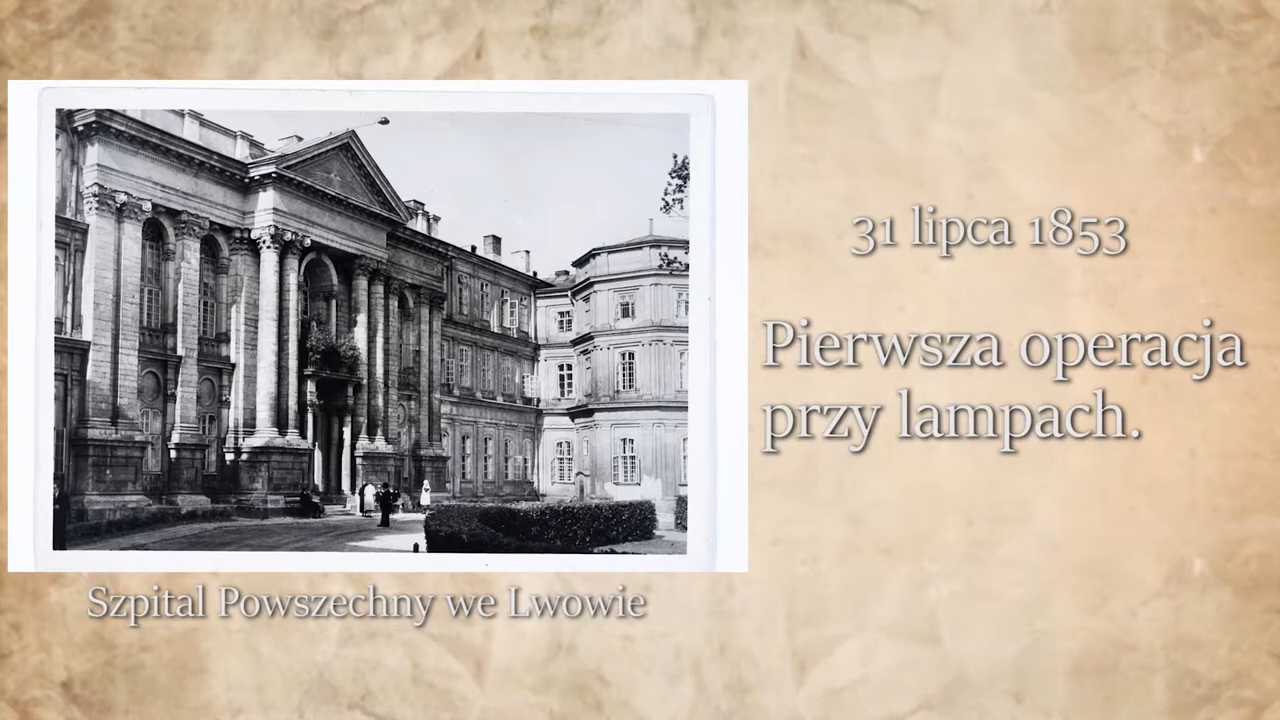 31 lipca 1853
Pierwsza operacja
przy lampach.
Szpital Powszechny we Lwowie